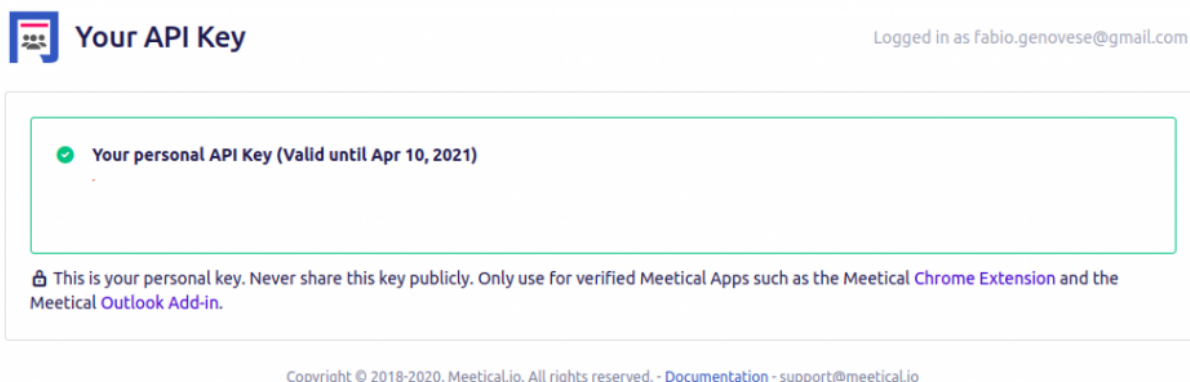 Your API Key
Logged in as fabio.genovese@gmail.com
Your personal API Key (Valid until Apr 10, 2021)
This is your personal key. Never share this key publicly. Only use for verified Meetical Apps such as the Meetical Chrome Extension and the
Meetical Outlook Add-in.
Copyright © 2018-2020. Meetical.io. All rights reserved. - Documentation - support@meetical.io